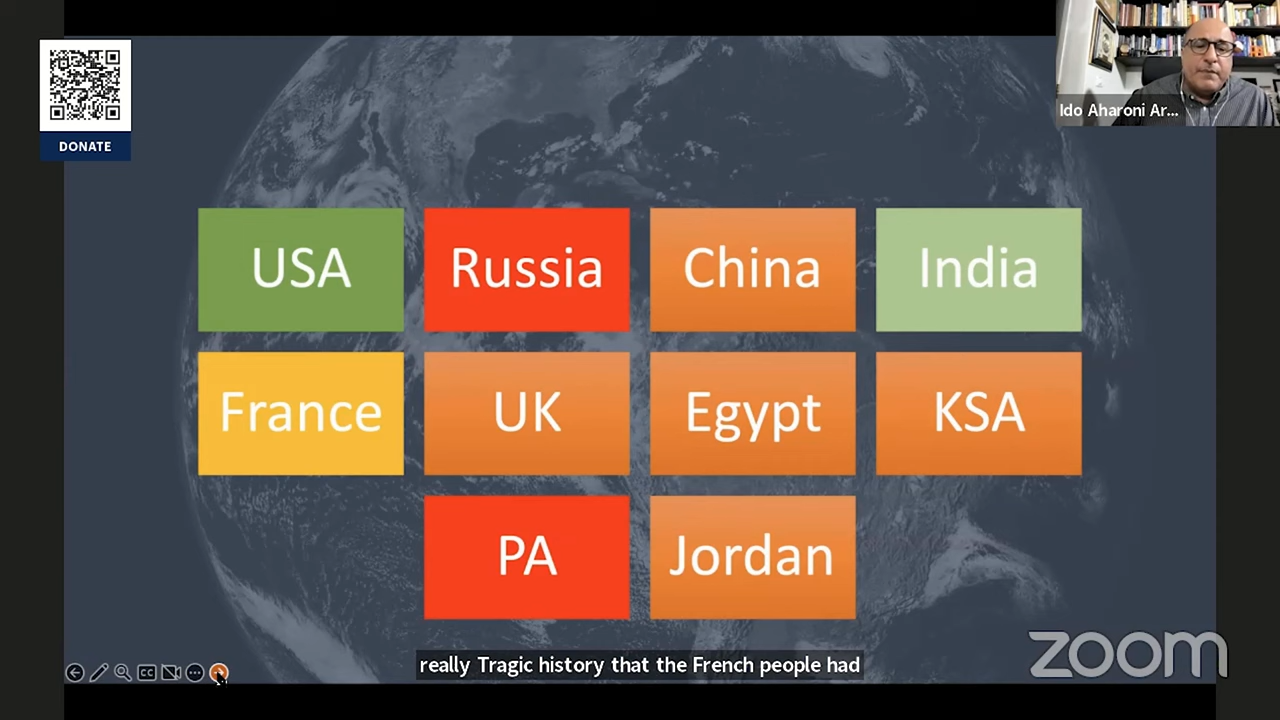 DONATE
Ido Aharoni Ar...
USA
Russia
China
India
France
UK
Egypt
KSA
PA
Jordan
CC
really Tragic history that the French people had
zoom